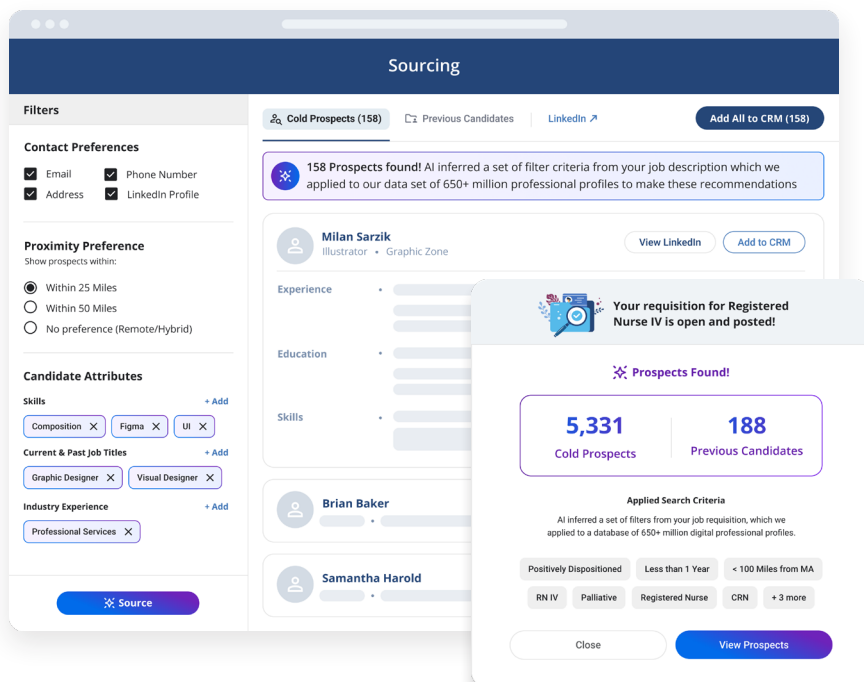 Sourcing
Filters
Contact Preferences
Email
Phone Number
Address
LinkedIn Profile
Proximity Preference
Show prospects within:
Within 25 Miles
Within 50 Miles
No preference (Remote/Hybrid)
Candidate Attributes
Skills + Add
Composition X Figma X UI X
Current & Past Job Titles + Add
Graphic Designer X Visual Designer X
Industry Experience + Add
Professional Services X
Source
Cold Prospects (158) Previous Candidates LinkedIn ↗ Add All to CRM (158)
158 Prospects found! AI inferred a set of filter criteria from your job description which we
applied to our data set of 650+ million professional profiles to make these recommendations
Milan Sarzik
Illustrator • Graphic Zone
View LinkedIn Add to CRM
Experience
Education
Skills
Brian Baker
Samantha Harold
Your requisition for Registered
Nurse IV is open and posted!
Prospects Found!
5,331 188
Cold Prospects Previous Candidates
Applied Search Criteria
AI inferred a set of filters from your job requisition, which we
applied to a database of 650+ million digital professional profiles.
Positively Dispositioned Less than 1 Year < 100 Miles from MA
RN IV Palliative Registered Nurse CRN + 3 more
Close View Prospects